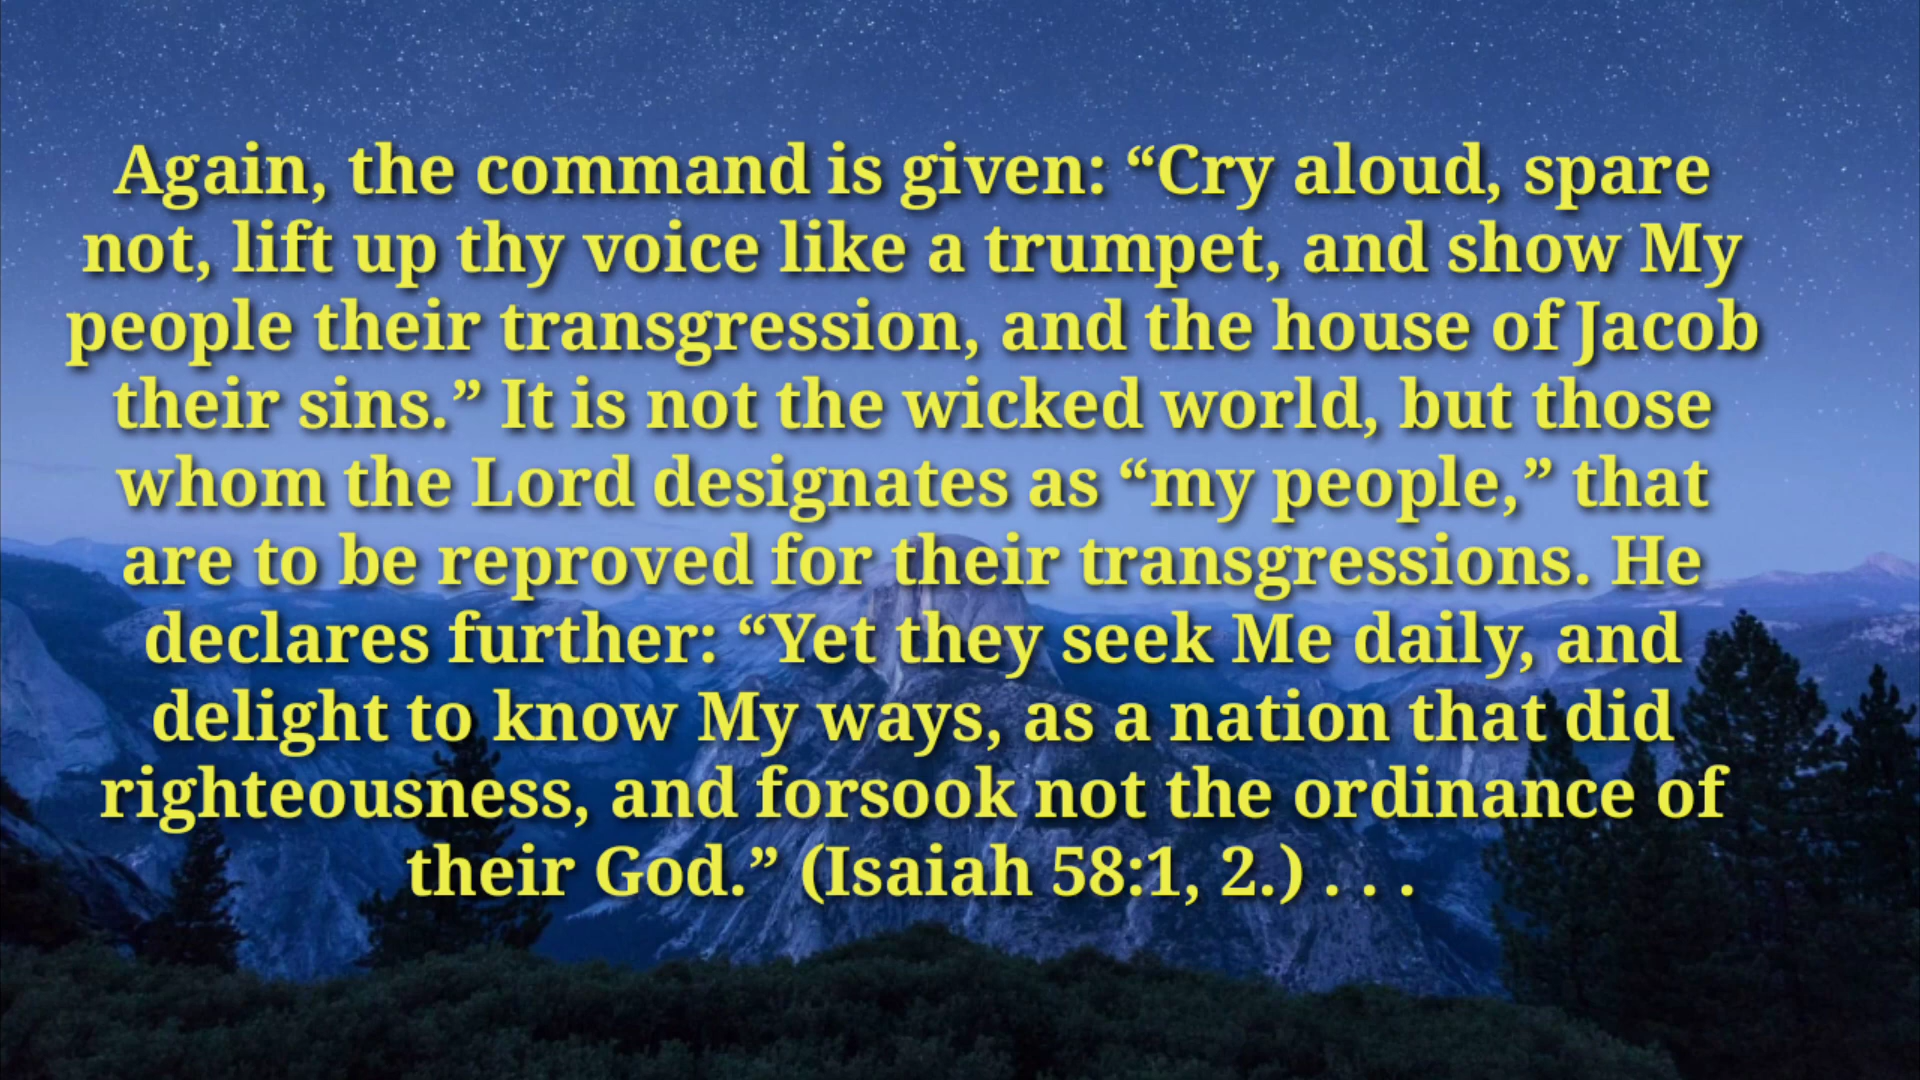 Again, the command is given: “Cry aloud, spare
not, lift up thy voice like a trumpet, and show My
people their transgression, and the house of Jacob
their sins.” It is not the wicked world, but those
whom the Lord designates as “my people,” that
are to be reproved for their transgressions. He
declares further: “Yet they seek Me daily, and
delight to know My ways, as a nation that did
righteousness, and forsook not the ordinance of
their God.” (Isaiah 58:1, 2.) . . .